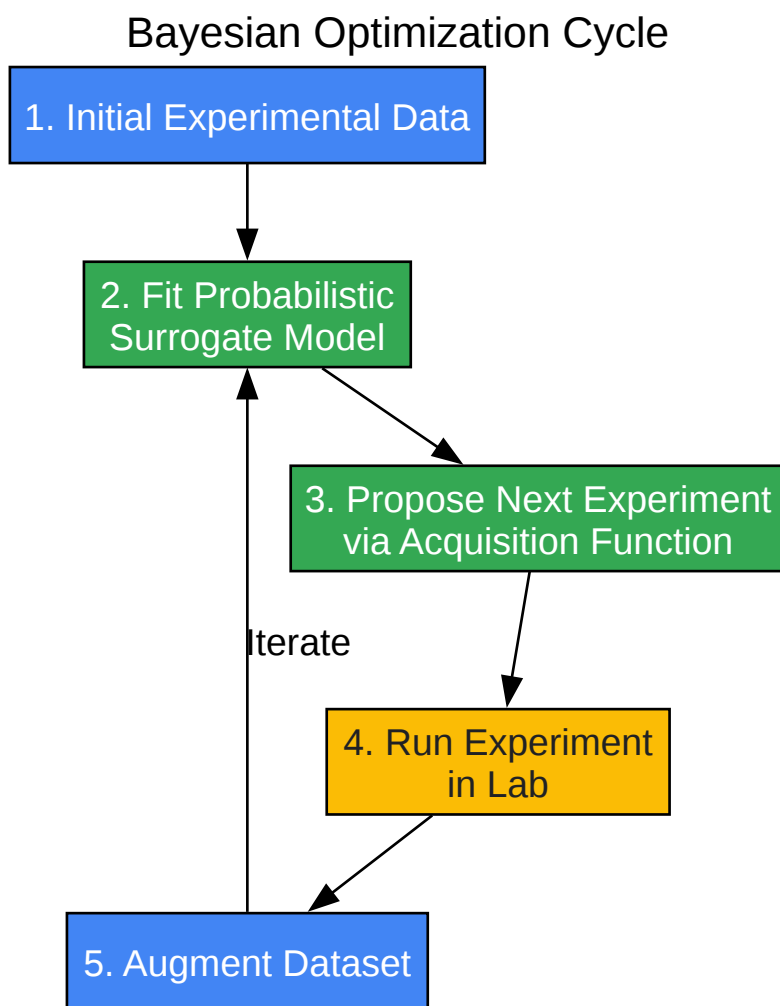 Bayesian Optimization Cycle
1. Initial Experimental Data
2. Fit Probabilistic
Surrogate Model
3. Propose Next Experiment
via Acquisition Function
Iterate
4. Run Experiment
in Lab
5. Augment Dataset